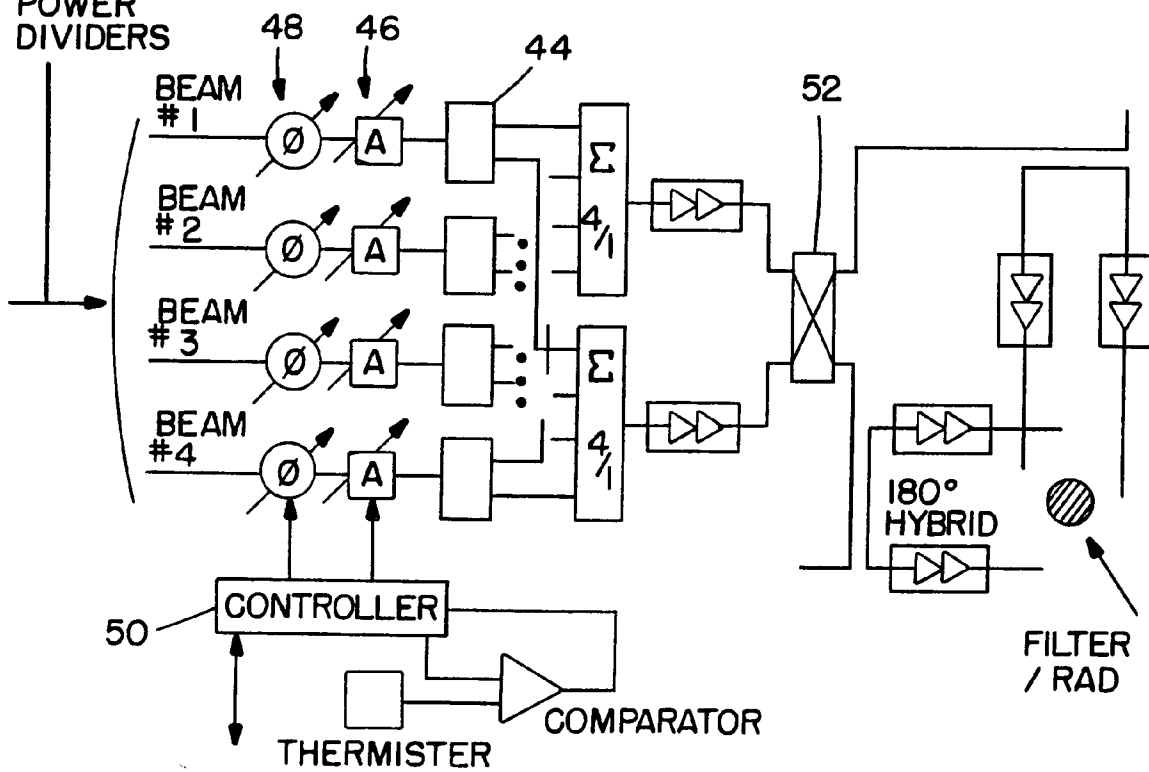 POWER
DIVIDERS
48
46
44
52
BEAM
#1
Ø
A
Σ
4/1
BEAM
#2
Ø
A
BEAM
#3
Ø
A
Σ
4/1
BEAM
#4
Ø
A
180°
HYBRID
50
CONTROLLER
FILTER
/ RAD
COMPARATOR
THERMISTER